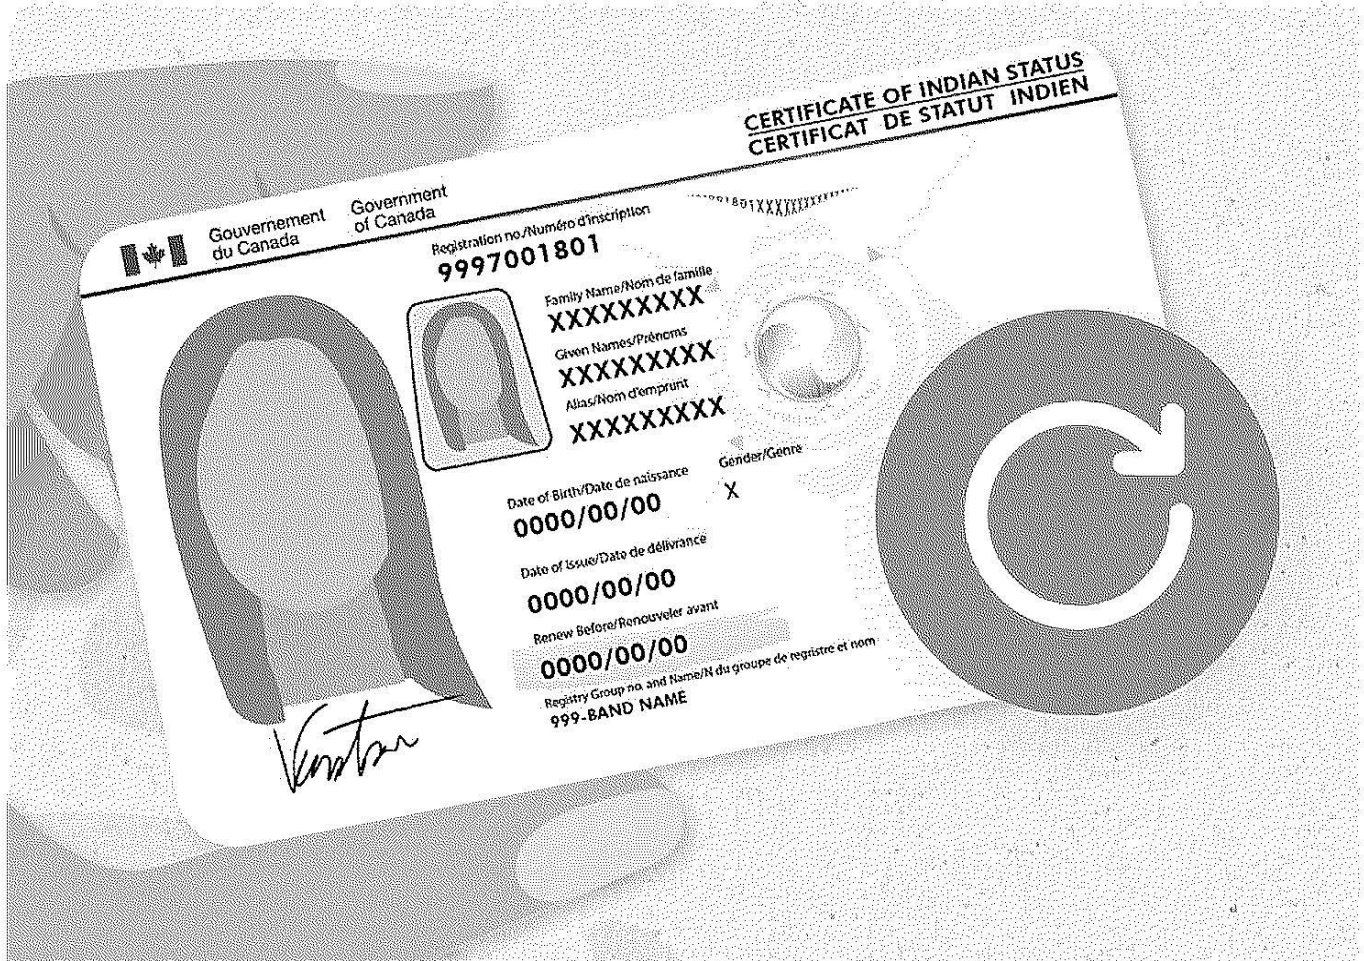 CERTIFICATE OF INDIAN STATUS
CERTIFICAT DE STATUT INDIEN
Gouvernement du Canada
Government of Canada
Registration no./Numéro d'inscription
9997001801
Family Name/Nom de famille
XXXXXXXXX
Given Names/Prénoms
XXXXXXXXX
Alias/Nom d'emprunt
XXXXXXXXX
Date of Birth/Date de naissance
0000/00/00
Gender/Genre
X
Date of Issue/Date de délivrance
0000/00/00
Renew Before/Renouveler avant
0000/00/00
Registry Group no. and Name/N du groupe de regristre et nom
999-BAND NAME